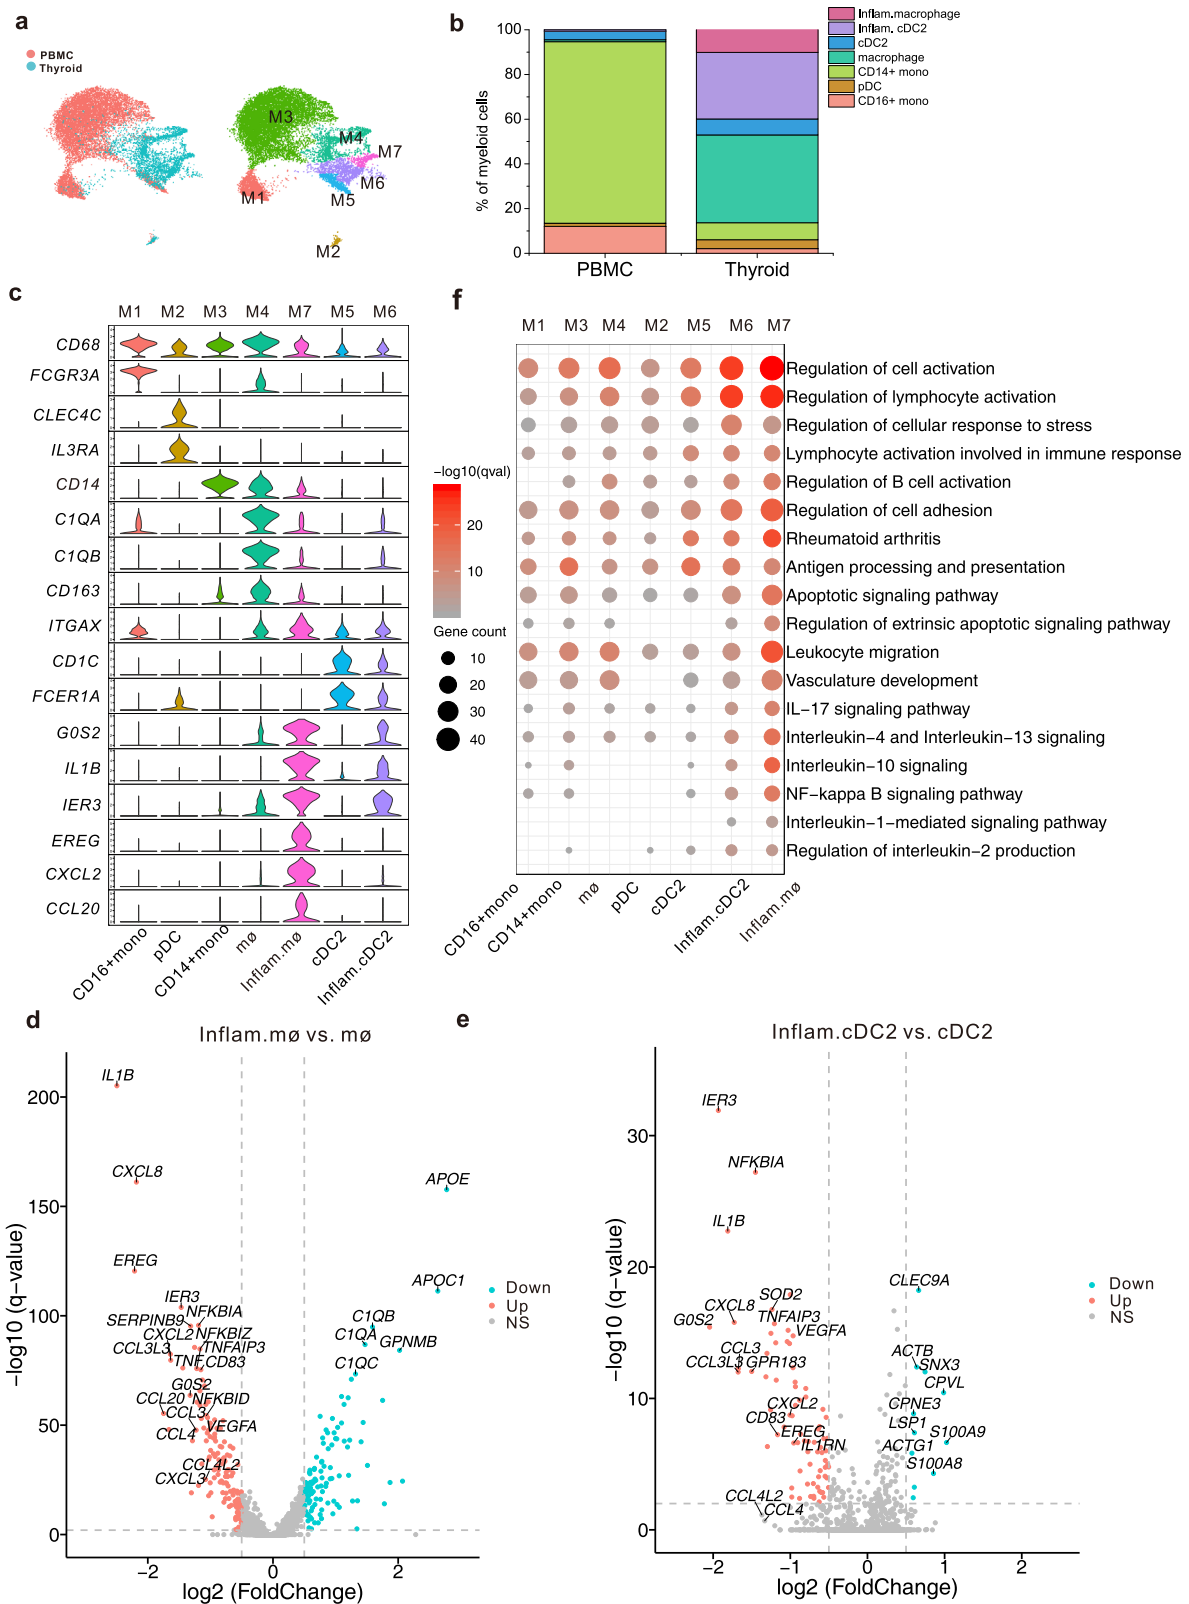 a
PBMC
Thyroid
M3
M4
M7
M6
M5
M1
M2
b
% of myeloid cells
100
80
60
40
20
0
PBMC
Thyroid
Inflam.macrophage
Inflam. cDC2
cDC2
macrophage
CD14+ mono
pDC
CD16+ mono
c
M1 M2 M3 M4 M7 M5 M6
CD68
FCGR3A
CLEC4C
IL3RA
CD14
C1QA
C1QB
CD163
ITGAX
CD1C
FCER1A
G0S2
IL1B
IER3
EREG
CXCL2
CCL20
CD16+mono
pDC
CD14+mono
mø
Inflam.mø
cDC2
Inflam.cDC2
f
M1 M3 M4 M2 M5 M6 M7
Regulation of cell activation
Regulation of lymphocyte activation
Regulation of cellular response to stress
Lymphocyte activation involved in immune response
Regulation of B cell activation
Regulation of cell adhesion
Rheumatoid arthritis
Antigen processing and presentation
Apoptotic signaling pathway
Regulation of extrinsic apoptotic signaling pathway
Leukocyte migration
Vasculature development
IL−17 signaling pathway
Interleukin−4 and Interleukin−13 signaling
Interleukin−10 signaling
NF−kappa B signaling pathway
Interleukin−1−mediated signaling pathway
Regulation of interleukin−2 production
CD16+mono
CD14+mono
mø
pDC
cDC2
Inflam.cDC2
Inflam.mø
−log10(qval)
20
10
Gene count
10
20
30
40
d
Inflam.mø vs. mø
−log10 (q−value)
200
150
100
50
0
IL1B
CXCL8
EREG
IER3
SERPINB9
NFKBIA
CXCL2
NFKBIZ
CCL3L3
TNFAIP3
TNF
CD83
G0S2
CCL20
NFKBID
CCL3
VEGFA
CCL4
CCL4L2
CXCL3
APOE
APOC1
C1QB
C1QA
GPNMB
C1QC
−2
0
2
log2 (FoldChange)
Down
Up
NS
e
Inflam.cDC2 vs. cDC2
−log10 (q−value)
30
20
10
0
IER3
NFKBIA
IL1B
SOD2
CXCL8
G0S2
TNFAIP3
VEGFA
CCL3
CCL3L3
GPR183
CXCL2
CD83
EREG
IL1RN
CCL4L2
CCL4
CLEC9A
ACTB
SNX3
CPVL
CPNE3
LSP1
S100A9
ACTG1
S100A8
−2
−1
0
1
2
log2 (FoldChange)
Down
Up
NS